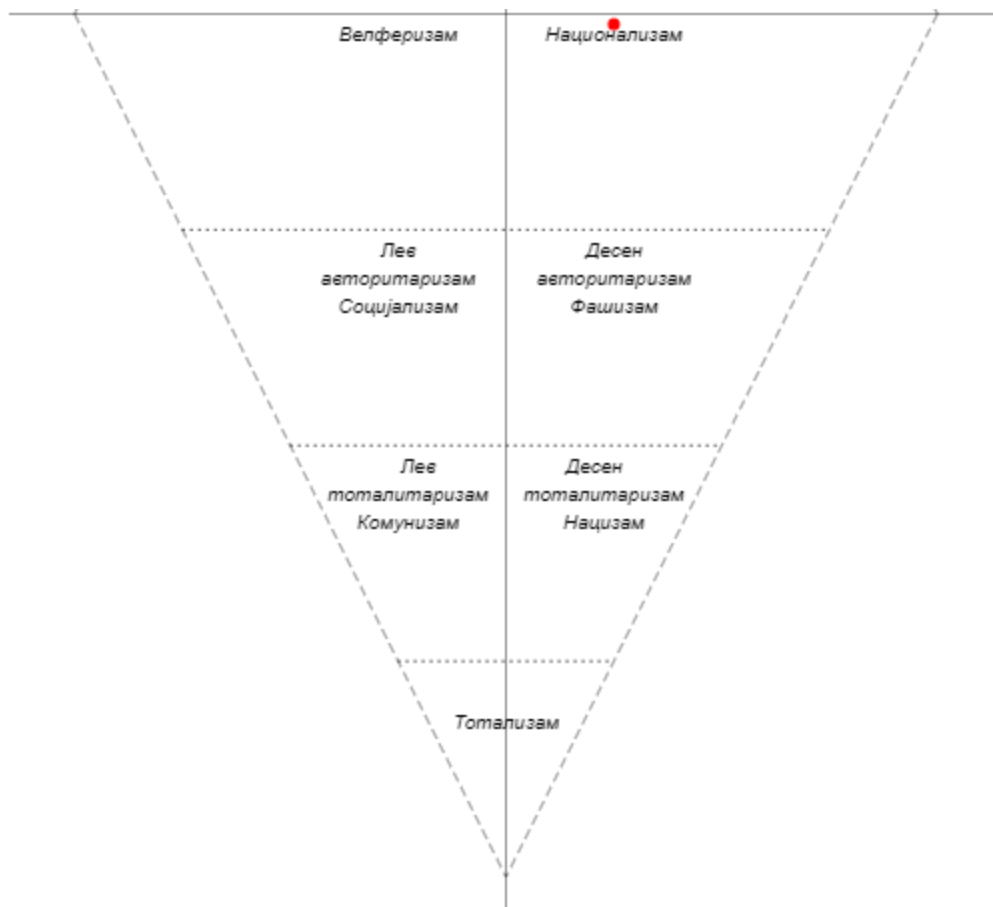 Велферизам
Национализам
Лев
авторитаризам
Социјализам
Десен
авторитаризам
Фашизам
Лев
тоталитаризам
Комунизам
Десен
тоталитаризам
Нацизам
Тотализам